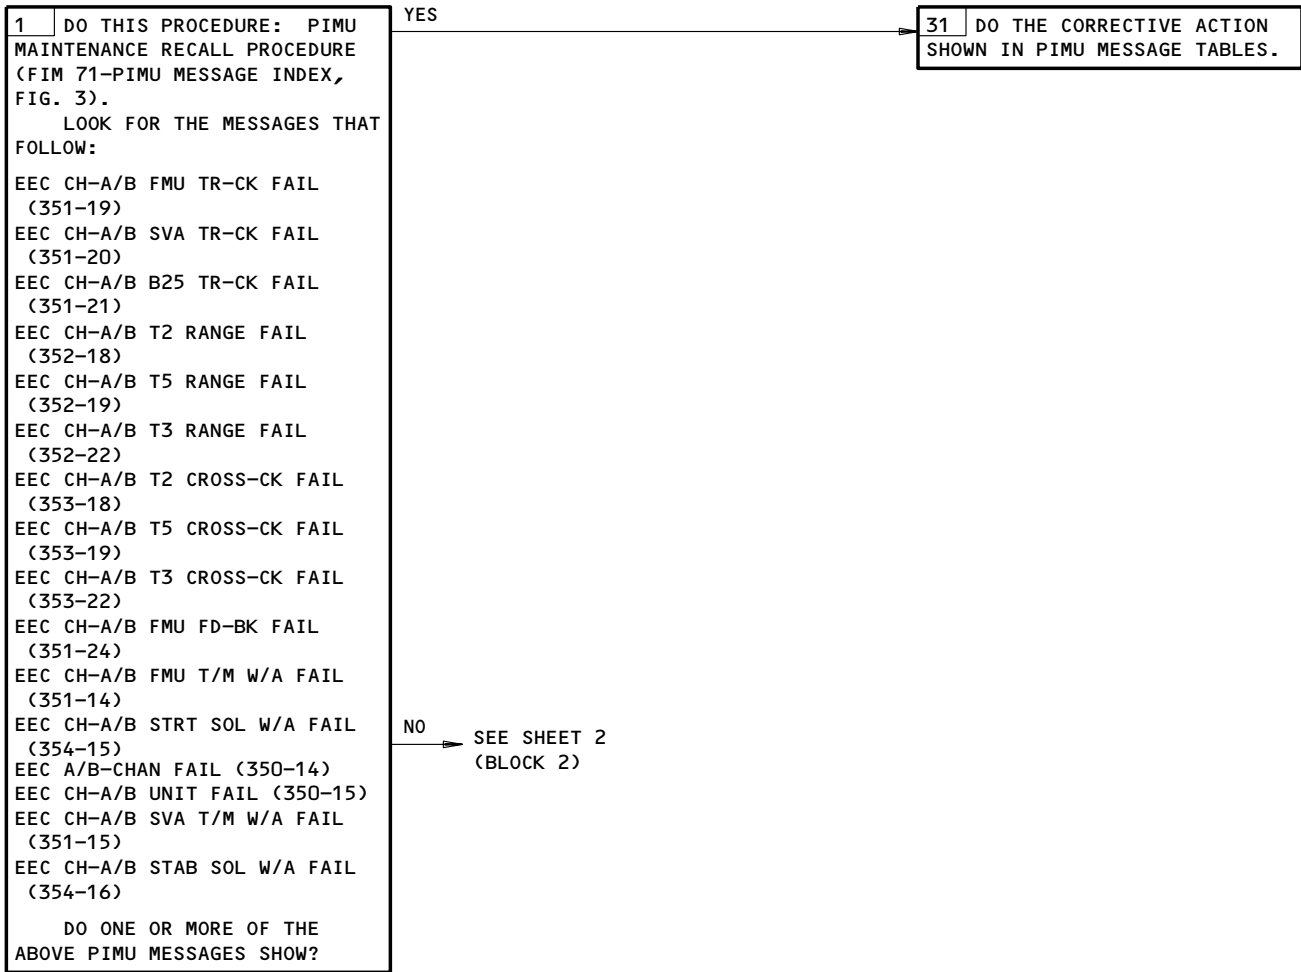 1 DO THIS PROCEDURE: PIMU
MAINTENANCE RECALL PROCEDURE
(FIM 71-PIMU MESSAGE INDEX,
FIG. 3).
LOOK FOR THE MESSAGES THAT
FOLLOW:
EEC CH-A/B FMU TR-CK FAIL
(351-19)
EEC CH-A/B SVA TR-CK FAIL
(351-20)
EEC CH-A/B B25 TR-CK FAIL
(351-21)
EEC CH-A/B T2 RANGE FAIL
(352-18)
EEC CH-A/B T5 RANGE FAIL
(352-19)
EEC CH-A/B T3 RANGE FAIL
(352-22)
EEC CH-A/B T2 CROSS-CK FAIL
(353-18)
EEC CH-A/B T5 CROSS-CK FAIL
(353-19)
EEC CH-A/B T3 CROSS-CK FAIL
(353-22)
EEC CH-A/B FMU FD-BK FAIL
(351-24)
EEC CH-A/B FMU T/M W/A FAIL
(351-14)
EEC CH-A/B STRT SOL W/A FAIL
(354-15)
EEC A/B-CHAN FAIL (350-14)
EEC CH-A/B UNIT FAIL (350-15)
EEC CH-A/B SVA T/M W/A FAIL
(351-15)
EEC CH-A/B STAB SOL W/A FAIL
(354-16)
DO ONE OR MORE OF THE
ABOVE PIMU MESSAGES SHOW?
YES
31 DO THE CORRECTIVE ACTION
SHOWN IN PIMU MESSAGE TABLES.
NO
SEE SHEET 2
(BLOCK 2)